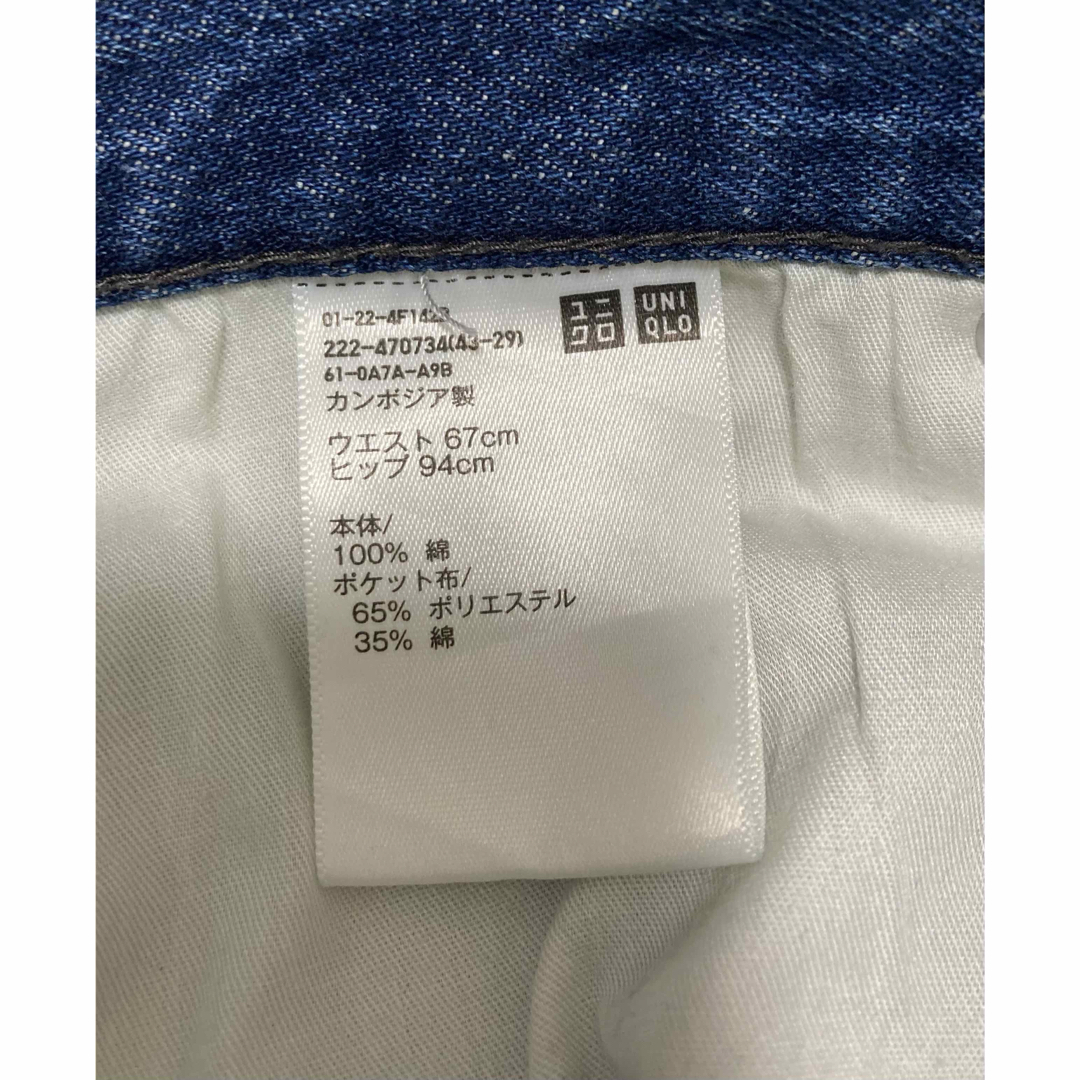 01-22-4F142B
222-470734(43-29)
61-0A7A-A9B
カンボジア製
ウエスト 67cm
ヒップ 94cm
本体/
100% 綿
ポケット布/
65% ポリエステル
35% 綿
ユニ
クロ
UNI
QLO